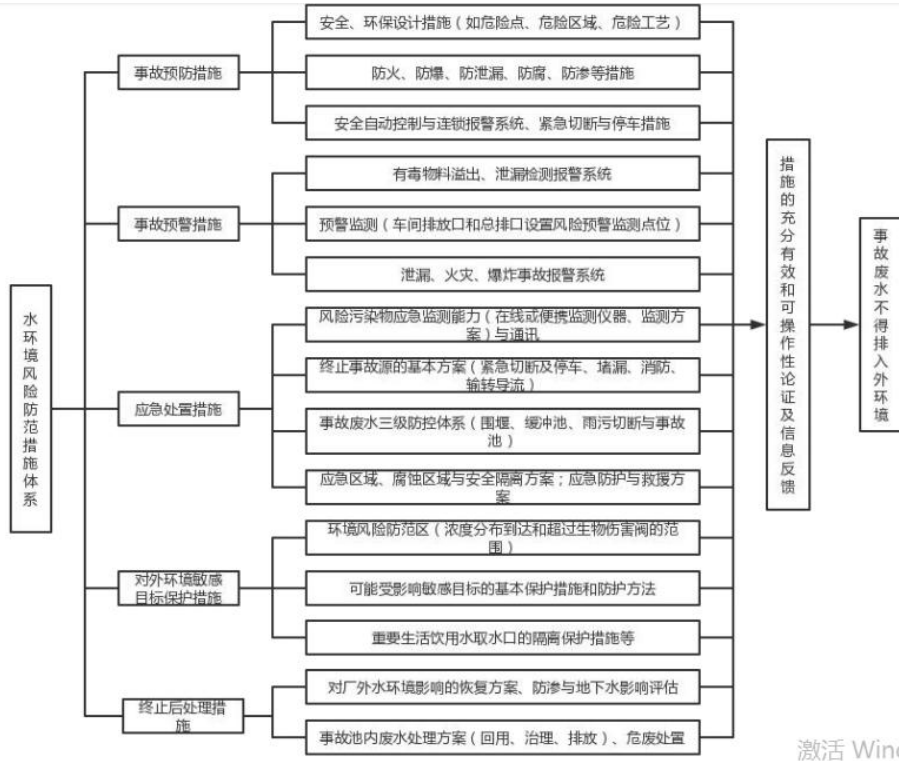 安全、环保设计措施（如危险点、危险区域、危险工艺）
事故预防措施
防火、防爆、防泄漏、防腐、防渗等措施
安全自动控制与连锁报警系统、紧急切断与停车措施
有毒物料溢出、泄漏检测报警系统
事故预警措施
预警监测（车间排放口和总排口设置风险预警监测点位）
泄漏、火灾、爆炸事故报警系统
水环境风险防范措施体系
风险污染物应急监测能力（在线或便携监测仪器、监测方
案）与通讯
终止事故源的基本方案（紧急切断及停车、堵漏、消防、
输转导流）
应急处置措施
事故废水三级防控体系（围堰、缓冲池、雨污切断与事故
池）
应急区域、腐蚀区域与安全隔离方案；应急防护与救援方
案
环境风险防范区（浓度分布到达和超过生物伤害阀的范
围）
对外环境敏感
目标保护措施
可能受影响敏感目标的基本保护措施和防护方法
重要生活饮用水取水口的隔离保护措施等
对厂外水环境影响的恢复方案、防渗与地下水影响评估
终止后处理措
施
事故池内废水处理方案（回用、治理、排放）、危废处置
措施的充分有效和可操作性论证及信息反馈
事故废水不得排入外环境
激活 Wind